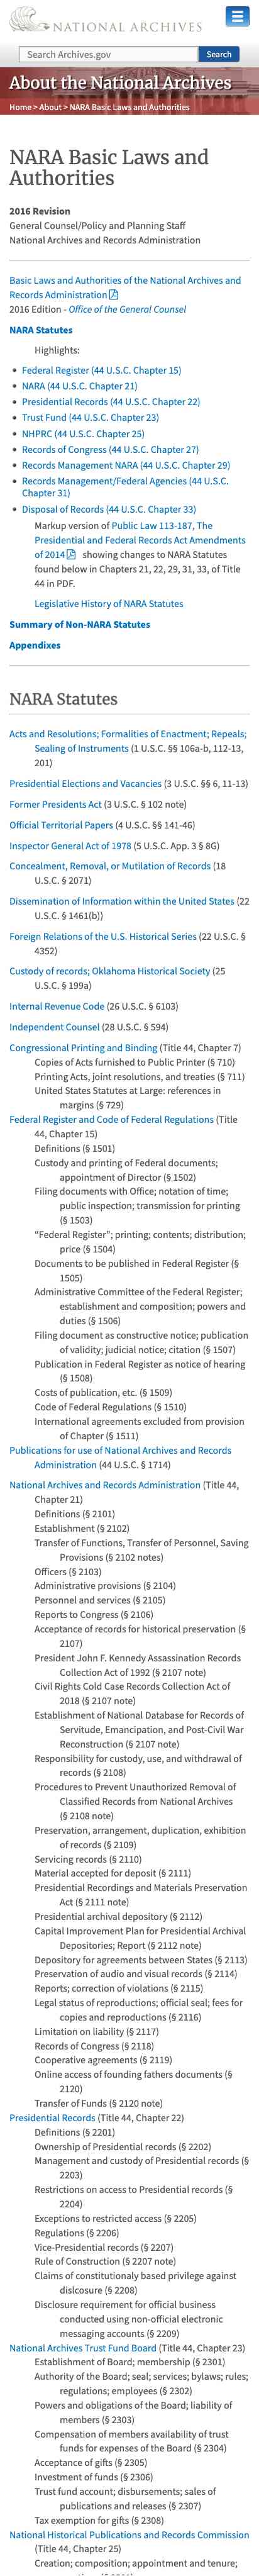 NATIONAL ARCHIVES
Search Archives.gov
Search
About the National Archives
Home > About > NARA Basic Laws and Authorities
NARA Basic Laws and
Authorities
2016 Revision
General Counsel/Policy and Planning Staff
National Archives and Records Administration
Basic Laws and Authorities of the National Archives and
Records Administration
2016 Edition - Office of the General Counsel
NARA Statutes
Highlights:
• Federal Register (44 U.S.C. Chapter 15)
• NARA (44 U.S.C. Chapter 21)
• Presidential Records (44 U.S.C. Chapter 22)
• Trust Fund (44 U.S.C. Chapter 23)
• NHPRC (44 U.S.C. Chapter 25)
• Records of Congress (44 U.S.C. Chapter 27)
• Records Management NARA (44 U.S.C. Chapter 29)
• Records Management/Federal Agencies (44 U.S.C.
Chapter 31)
• Disposal of Records (44 U.S.C. Chapter 33)
Markup version of Public Law 113-187, The
Presidential and Federal Records Act Amendments
of 2014 showing changes to NARA Statutes
found below in Chapters 21, 22, 29, 31, 33, of Title
44 in PDF.
Legislative History of NARA Statutes
Summary of Non-NARA Statutes
Appendixes
NARA Statutes
Acts and Resolutions; Formalities of Enactment; Repeals;
Sealing of Instruments (1 U.S.C. §§ 106a-b, 112-13,
201)
Presidential Elections and Vacancies (3 U.S.C. §§ 6, 11-13)
Former Presidents Act (3 U.S.C. § 102 note)
Official Territorial Papers (4 U.S.C. §§ 141-46)
Inspector General Act of 1978 (5 U.S.C. App. 3 § 8G)
Concealment, Removal, or Mutilation of Records (18
U.S.C. § 2071)
Dissemination of Information within the United States (22
U.S.C. § 1461(b))
Foreign Relations of the U.S. Historical Series (22 U.S.C. §
4352)
Custody of records; Oklahoma Historical Society (25
U.S.C. § 199a)
Internal Revenue Code (26 U.S.C. § 6103)
Independent Counsel (28 U.S.C. § 594)
Congressional Printing and Binding (Title 44, Chapter 7)
Copies of Acts furnished to Public Printer (§ 710)
Printing Acts, joint resolutions, and treaties (§ 711)
United States Statutes at Large: references in
margins (§ 729)
Federal Register and Code of Federal Regulations (Title
44, Chapter 15)
Definitions (§ 1501)
Custody and printing of Federal documents;
appointment of Director (§ 1502)
Filing documents with Office; notation of time;
public inspection; transmission for printing
(§ 1503)
"Federal Register"; printing; contents; distribution;
price (§ 1504)
Documents to be published in Federal Register (§
1505)
Administrative Committee of the Federal Register;
establishment and composition; powers and
duties (§ 1506)
Filing document as constructive notice; publication
of validity; judicial notice; citation (§ 1507)
Publication in Federal Register as notice of hearing
(§ 1508)
Costs of publication, etc. (§ 1509)
Code of Federal Regulations (§ 1510)
International agreements excluded from provision
of Chapter (§ 1511)
Publications for use of National Archives and Records
Administration (44 U.S.C. § 1714)
National Archives and Records Administration (Title 44,
Chapter 21)
Definitions (§ 2101)
Establishment (§ 2102)
Transfer of Functions, Transfer of Personnel, Saving
Provisions (§ 2102 notes)
Officers (§ 2103)
Administrative provisions (§ 2104)
Personnel and services (§ 2105)
Reports to Congress (§ 2106)
Acceptance of records for historical preservation (§
2107)
President John F. Kennedy Assassination Records
Collection Act of 1992 (§ 2107 note)
Civil Rights Cold Case Records Collection Act of
2018 (§ 2107 note)
Establishment of National Database for Records of
Servitude, Emancipation, and Post-Civil War
Reconstruction (§ 2107 note)
Responsibility for custody, use, and withdrawal of
records (§ 2108)
Procedures to Prevent Unauthorized Removal of
Classified Records from National Archives
(§ 2108 note)
Preservation, arrangement, duplication, exhibition
of records (§ 2109)
Servicing records (§ 2110)
Material accepted for deposit (§ 2111)
Presidential Recordings and Materials Preservation
Act (§ 2111 note)
Presidential archival depository (§ 2112)
Capital Improvement Plan for Presidential Archival
Depositories; Report (§ 2112 note)
Depository for agreements between States (§ 2113)
Preservation of audio and visual records (§ 2114)
Reports; correction of violations (§ 2115)
Legal status of reproductions; official seal; fees for
copies and reproductions (§ 2116)
Limitation on liability (§ 2117)
Records of Congress (§ 2118)
Cooperative agreements (§ 2119)
Online access of founding fathers documents (§
2120)
Transfer of Funds (§ 2120 note)
Presidential Records (Title 44, Chapter 22)
Definitions (§ 2201)
Ownership of Presidential records (§ 2202)
Management and custody of Presidential records (§
2203)
Restrictions on access to Presidential records (§
2204)
Exceptions to restricted access (§ 2205)
Regulations (§ 2206)
Vice-Presidential records (§ 2207)
Rule of Construction (§ 2207 note)
Claims of constitutionaly based privilege against
dislcosure (§ 2208)
Disclosure requirement for official business
conducted using non-official electronic
messaging accounts (§ 2209)
National Archives Trust Fund Board (Title 44, Chapter 23)
Establishment of Board; membership (§ 2301)
Authority of the Board; seal; services; bylaws; rules;
regulations; employees (§ 2302)
Powers and obligations of the Board; liability of
members (§ 2303)
Compensation of members availability of trust
funds for expenses of the Board (§ 2304)
Acceptance of gifts (§ 2305)
Investment of funds (§ 2306)
Trust fund account; disbursements; sales of
publications and releases (§ 2307)
Tax exemption for gifts (§ 2308)
National Historical Publications and Records Commission
(Title 44, Chapter 25)
Creation; composition; appointment and tenure;